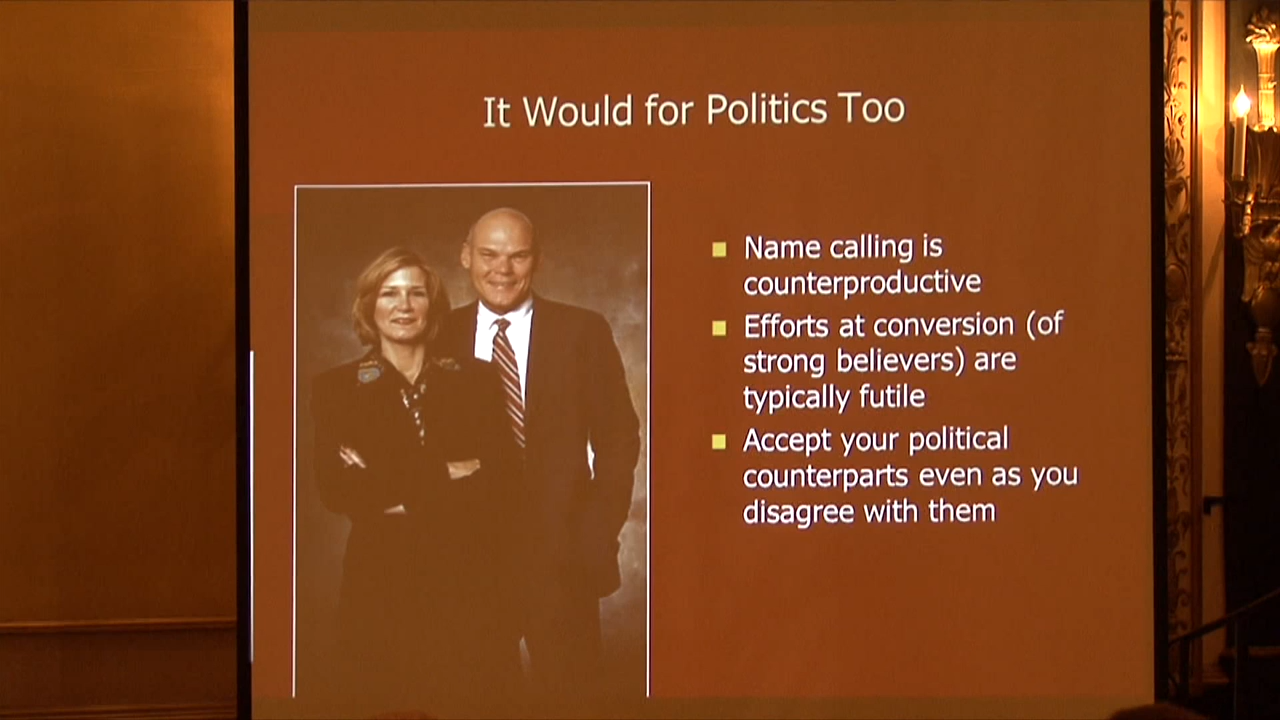 It Would for Politics Too
Name calling is
counterproductive
Efforts at conversion (of
strong believers) are
typically futile
Accept your political
counterparts even as you
disagree with them